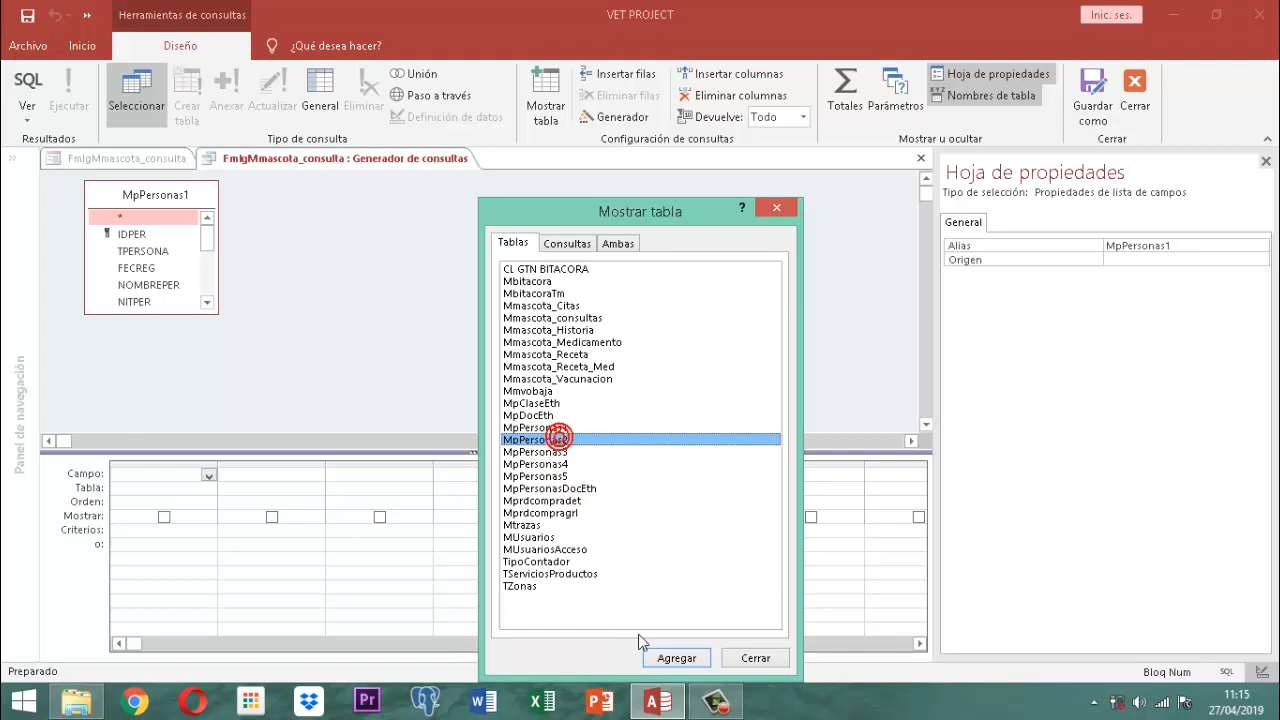 Herramientas de consulta
VET PROJECT
Inic. ses.
Archivo
Inicio
Diseño
¿Qué desea hacer?
SQL
Ver
Ejecutar
Resultados
Seleccionar
Crear tabla
Anexar
Actualizar
General
Eliminar
Unión
Paso a través
Definición de datos
Tipo de consulta
Mostrar tabla
Insertar filas
Eliminar filas
Generador
Insertar columnas
Eliminar columnas
Devuelve: Todo
Configuración de consultas
Totales
Parámetros
Hoja de propiedades
Nombres de tabla
Mostrar u ocultar
Guardar como
Cerrar
Cerrar
FmIgMmascota_consulta
FmIgMmascota_consulta : Generador de consultas
Panel de navegación
MpPersonas1
*
IDPER
TPERSONA
FECREG
NOMBREPER
NITPER
Campo:
Tabla:
Orden:
Mostrar:
Criterios:
o:
Mostrar tabla
?
Tablas
Consultas
Ambas
CL GTN BITACORA
Mbitacora
MbitacoraTm
Mmascota_Citas
Mmascota_consultas
Mmascota_Historia
Mmascota_Medicamento
Mmascota_Receta
Mmascota_Receta_Med
Mmascota_Vacunacion
Mmvobaja
MpClaseEth
MpDocEth
MpPersonas1
MpPersonas2
MpPersonas3
MpPersonas4
MpPersonas5
MpPersonasDocEth
Mprdcompradet
Mprdcompragrl
Mtrazas
MUsuarios
MUsuariosAcceso
TipoContador
TServiciosProductos
TZonas
Agregar
Cerrar
Hoja de propiedades
Tipo de selección: Propiedades de lista de campos
General
Alias MpPersonas1
Origen
Preparado
Bloq Num
SQL
11:15
27/04/2019